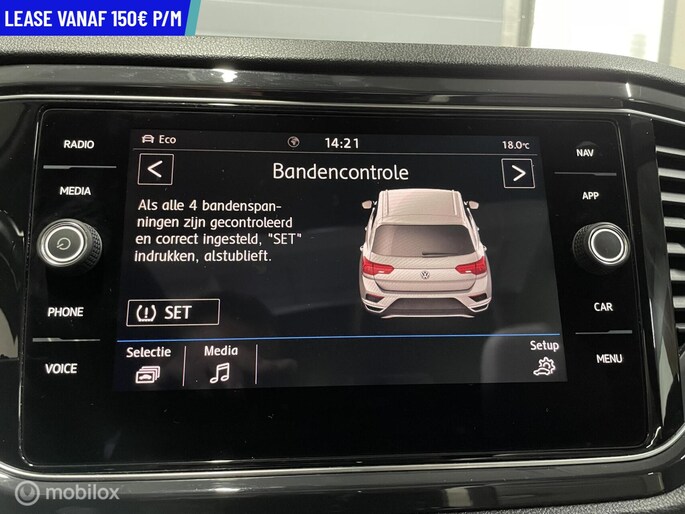 LEASE VANAF 150€ P/M
RADIO
MEDIA
PHONE
VOICE
Eco
14:21
18.0°C
Bandencontrole
Als alle 4 bandenspan-
ningen zijn gecontroleerd
en correct ingesteld, "SET"
indrukken, alstublieft.
(!) SET
Selectie
Media
Setup
NAV
APP
CAR
MENU
mobilox